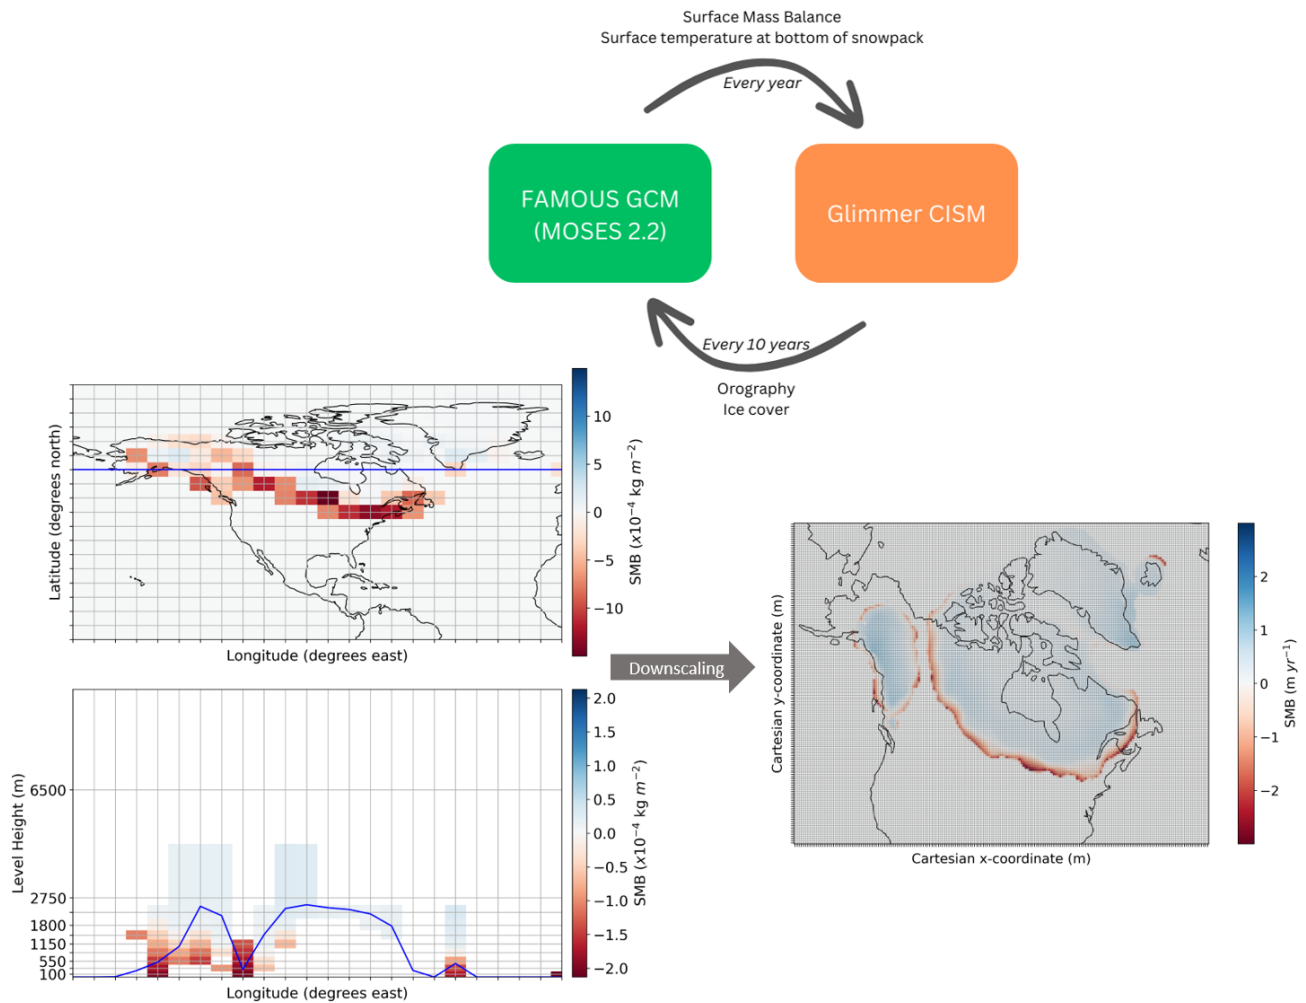 Surface Mass Balance
Surface temperature at bottom of snowpack
Every year
FAMOUS GCM
(MOSES 2.2)
Glimmer CISM
Every 10 years
Orography
Ice cover
Latitude (degrees north)
Longitude (degrees east)
10
5
0
−5
−10
SMB (x10⁻⁴ kg m⁻²)
Downscaling
Level Height (m)
6500
2750
1800
1150
550
100
Longitude (degrees east)
2.0
1.5
1.0
0.5
0.0
−0.5
−1.0
−1.5
−2.0
SMB (x10⁻⁴ kg m⁻²)
Cartesian y-coordinate (m)
Cartesian x-coordinate (m)
2
1
0
−1
−2
SMB (m yr⁻¹)